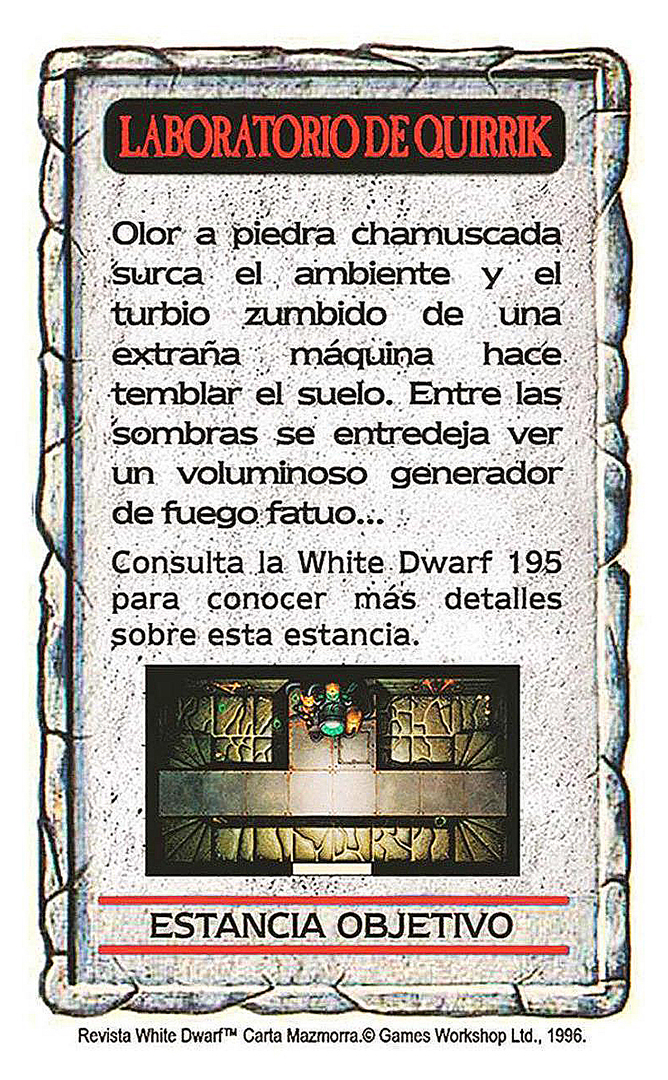 LABORATORIO DE QUIRRIK
Olor a piedra chamuscada
surca el ambiente y el
turbio zumbido de una
extraña máquina hace
temblar el suelo. Entre las
sombras se entredeja ver
un voluminoso generador
de fuego fatuo...
Consulta la White Dwarf 195
para conocer más detalles
sobre esta estancia.
ESTANCIA OBJETIVO
Revista White Dwarf™ Carta Mazmorra.© Games Workshop Ltd., 1996.